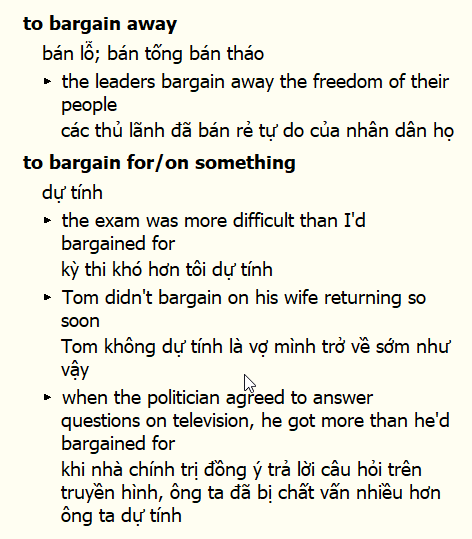 to bargain away
bán lỗ; bán tống bán tháo
the leaders bargain away the freedom of their
people
các thủ lãnh đã bán rẻ tự do của nhân dân họ
to bargain for/on something
dự tính
the exam was more difficult than I'd
bargained for
kỳ thi khó hơn tôi dự tính
Tom didn't bargain on his wife returning so
soon
Tom không dự tính là vợ mình trở về sớm như
vậy
when the politician agreed to answer
questions on television, he got more than he'd
bargained for
khi nhà chính trị đồng ý trả lời câu hỏi trên
truyền hình, ông ta đã bị chất vấn nhiều hơn
ông ta dự tính